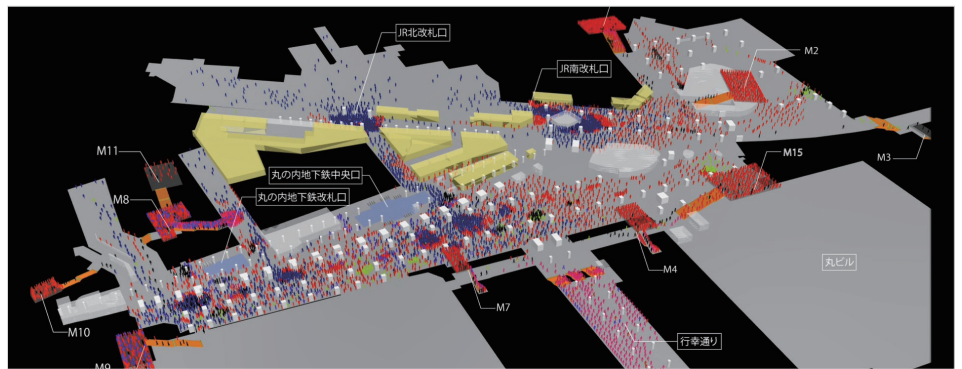 JR北改札口
M2
JR南改札口
M11
M15
M3
丸の内地下鉄中央口
M8
丸の内地下鉄改札口
丸ビル
M4
M7
M10
行幸通り
M9